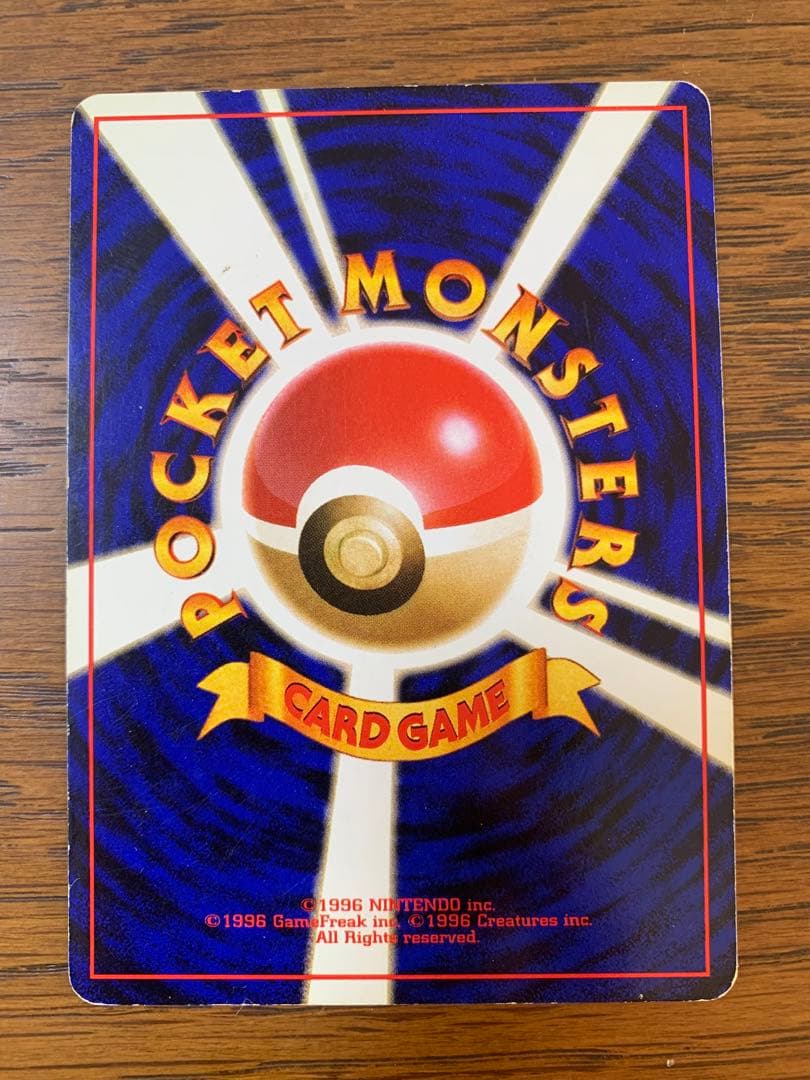 POCKET MONSTERS
CARD GAME
©1996 NINTENDO inc.
©1996 GameFreak inc. ©1996 Creatures inc.
All Rights reserved.